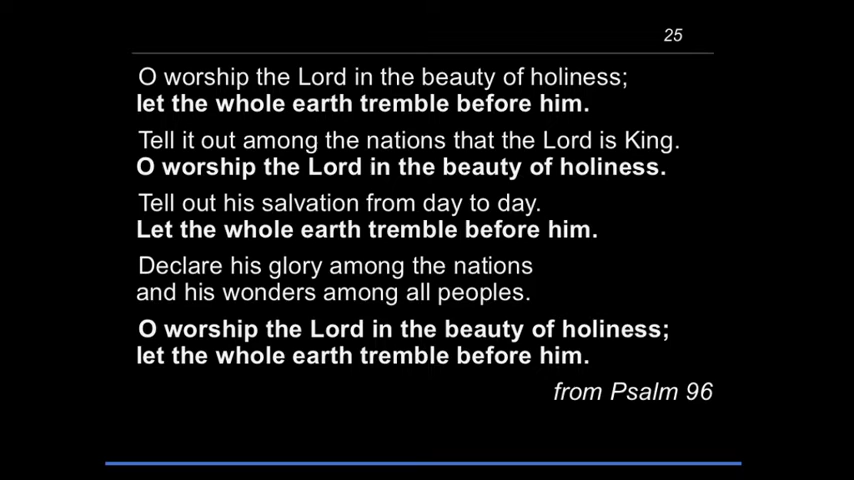 25
O worship the Lord in the beauty of holiness;
let the whole earth tremble before him.
Tell it out among the nations that the Lord is King.
O worship the Lord in the beauty of holiness.
Tell out his salvation from day to day.
Let the whole earth tremble before him.
Declare his glory among the nations
and his wonders among all peoples.
O worship the Lord in the beauty of holiness;
let the whole earth tremble before him.
from Psalm 96